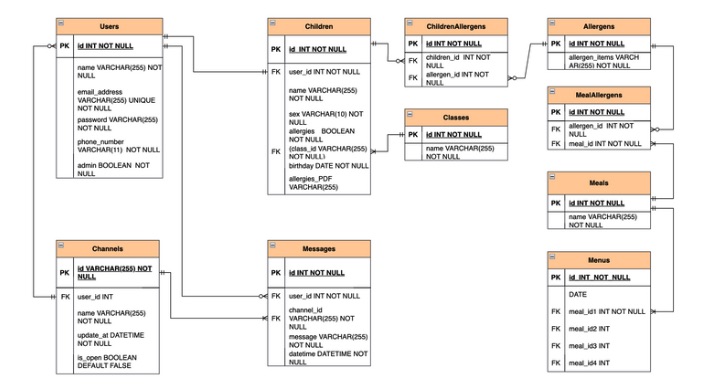 Users
PK id INT NOT NULL
name VARCHAR(255) NOT
NULL
email_address
VARCHAR(255) UNIQUE
NOT NULL
password VARCHAR(255)
NOT NULL
phone_number
VARCHAR(11) NOT NULL
admin BOOLEAN NOT
NULL
Children
PK id INT NOT NULL
FK user_id INT NOT NULL
name VARCHAR(255)
NOT NULL
sex VARCHAR(10) NOT
NULL
allergies BOOLEAN
NOT NULL
FK (class_id VARCHAR(255)
NOT NULL)
birthday DATE NOT NULL
allergies_PDF
VARCHAR(255)
ChildrenAllergens
PK id INT NOT NULL
FK children_id INT NOT
NULL
FK allergen_id INT NOT
NULL
Classes
PK id INT NOT NULL
name VARCHAR(255)
NOT NULL
Allergens
PK id INT NOT NULL
allergen_items VARCH
AR(255) NOT NULL
MealAllergens
PK id INT NOT NULL
FK allergen_id INT NOT
NULL
FK meal_id INT NOT NULL
Meals
PK id INT NOT NULL
name VARCHAR(255)
NOT NULL
Channels
PK id VARCHAR(255) NOT
NULL
FK user_id INT
name VARCHAR(255)
NOT NULL
update_at DATETIME
NOT NULL
is_open BOOLEAN
DEFAULT FALSE
Messages
PK id INT NOT NULL
FK user_id INT NOT NULL
channel_id
FK VARCHAR(255) NOT
NULL
message VARCHAR(255)
NOT NULL
datetime DATETIME NOT
NULL
Menus
PK id INT NOT NULL
DATE
FK meal_id1 INT NOT NULL
FK meal_id2 INT
FK meal_id3 INT
FK meal_id4 INT